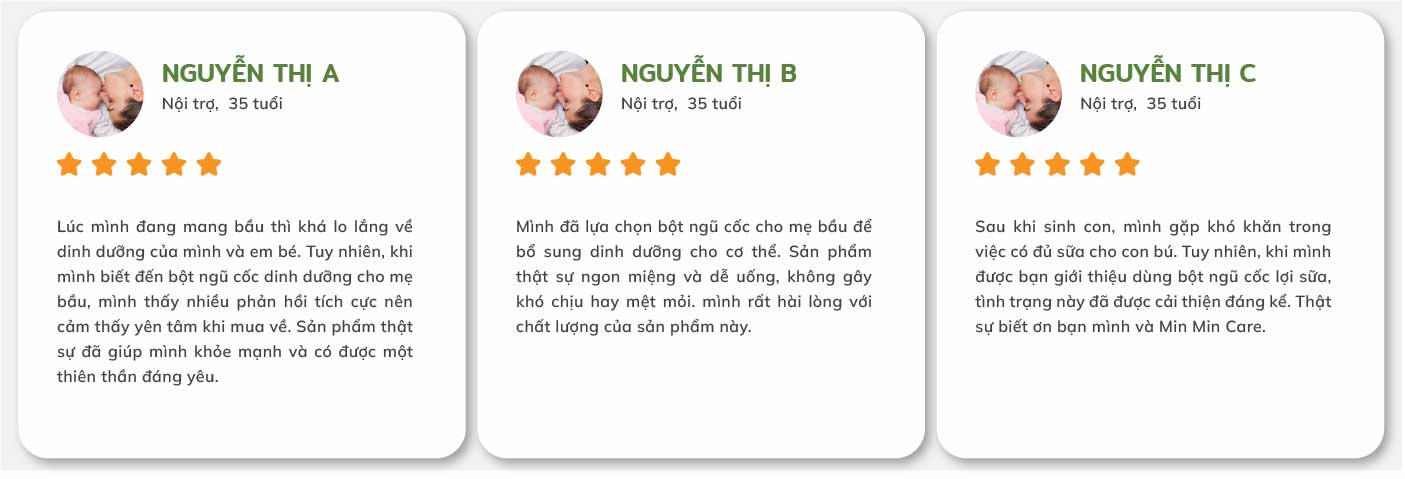 NGUYỄN THỊ A
Nội trợ,  35 tuổi
Lúc mình đang mang bầu thì khá lo lắng về
dinh dưỡng của mình và em bé. Tuy nhiên, khi
mình biết đến bột ngũ cốc dinh dưỡng cho mẹ
bầu, mình thấy nhiều phản hồi tích cực nên
cảm thấy yên tâm khi mua về. Sản phẩm thật
sự đã giúp mình khỏe mạnh và có được một
thiên thần đáng yêu.
NGUYỄN THỊ B
Nội trợ,  35 tuổi
Mình đã lựa chọn bột ngũ cốc cho mẹ bầu để
bổ sung dinh dưỡng cho cơ thể. Sản phẩm
thật sự ngon miệng và dễ uống, không gây
khó chịu hay mệt mỏi. mình rất hài lòng với
chất lượng của sản phẩm này.
NGUYỄN THỊ C
Nội trợ,  35 tuổi
Sau khi sinh con, mình gặp khó khăn trong
việc có đủ sữa cho con bú. Tuy nhiên, khi mình
được bạn giới thiệu dùng bột ngũ cốc lợi sữa,
tình trạng này đã được cải thiện đáng kể. Thật
sự biết ơn bạn mình và Min Min Care.